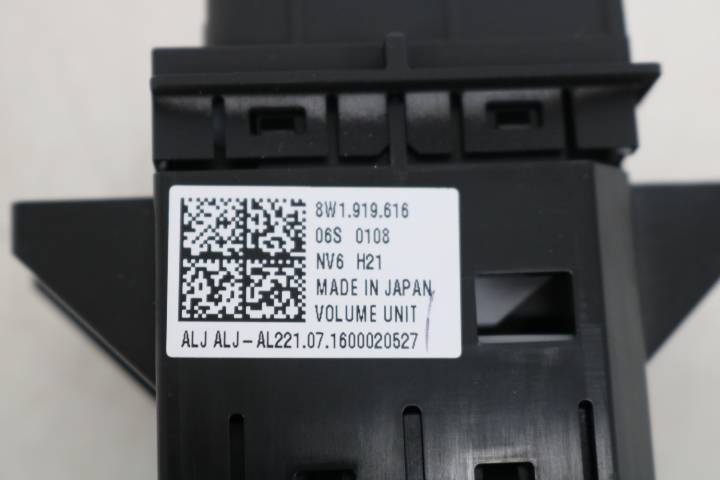 8W1.919.616
06S 0108
NV6 H21
MADE IN JAPAN
VOLUME UNIT
ALJ ALJ-AL221.07.1600020527